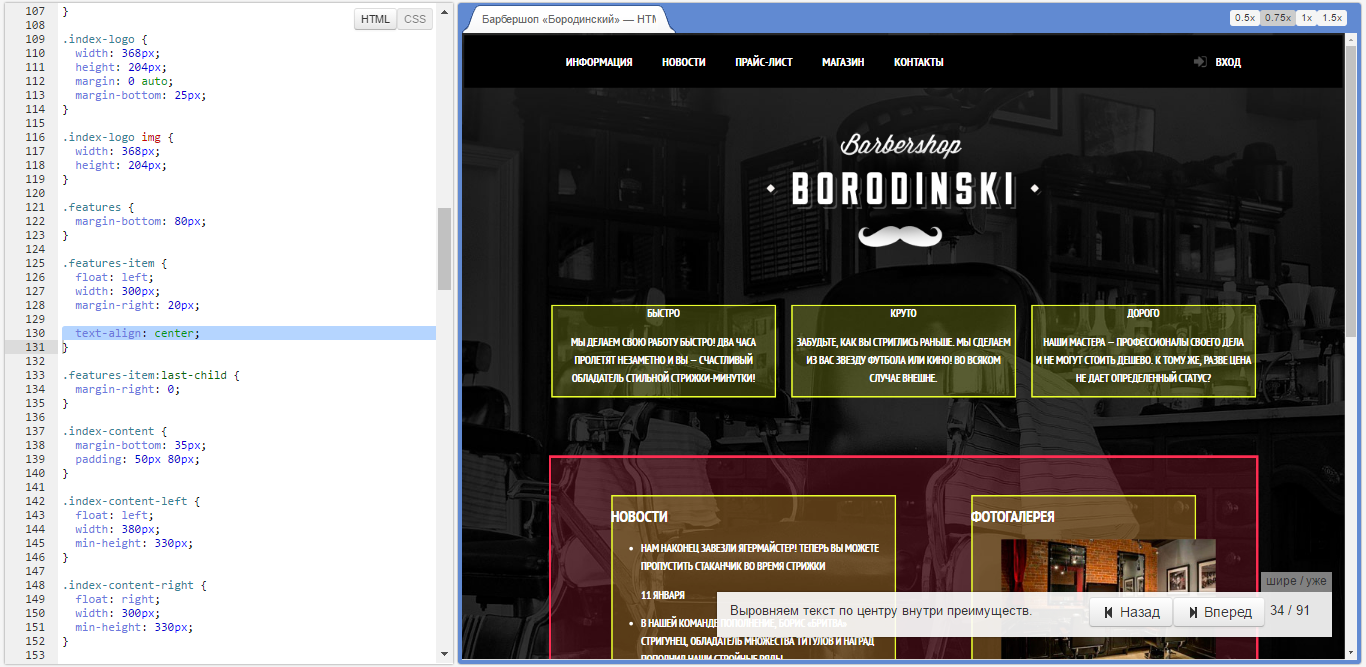 107 }
108
109 .index-logo {
110 width: 368px;
111 height: 204px;
112 margin: 0 auto;
113 margin-bottom: 25px;
114 }
115
116 .index-logo img {
117 width: 368px;
118 height: 204px;
119 }
120
121 .features {
122 margin-bottom: 80px;
123 }
124
125 .features-item {
126 float: left;
127 width: 300px;
128 margin-right: 20px;
129
130 text-align: center;
131 }
132
133 .features-item:last-child {
134 margin-right: 0;
135 }
136
137 .index-content {
138 margin-bottom: 35px;
139 padding: 50px 80px;
140 }
141
142 .index-content-left {
143 float: left;
144 width: 380px;
145 min-height: 330px;
146 }
147
148 .index-content-right {
149 float: right;
150 width: 300px;
151 min-height: 330px;
152 }
153
HTML CSS
Барбершоп «Бородинский» — HTM
0.5x 0.75x 1x 1.5x
ИНФОРМАЦИЯ НОВОСТИ ПРАЙС-ЛИСТ МАГАЗИН КОНТАКТЫ ВХОД
Barbershop
BORODINSKI
БЫСТРО
МЫ ДЕЛАЕМ СВОЮ РАБОТУ БЫСТРО! ДВА ЧАСА
ПРОЛЕТЯТ НЕЗАМЕТНО И ВЫ — СЧАСТЛИВЫЙ
ОБЛАДАТЕЛЬ СТИЛЬНОЙ СТРИЖКИ-МИНУТКИ!
КРУТО
ЗАБУДЬТЕ, КАК ВЫ СТРИГЛИСЬ РАНЬШЕ. МЫ СДЕЛАЕМ
ИЗ ВАС ЗВЕЗДУ ФУТБОЛА ИЛИ КИНО! ВО ВСЯКОМ
СЛУЧАЕ ВНЕШНЕ.
ДОРОГО
НАШИ МАСТЕРА — ПРОФЕССИОНАЛЫ СВОЕГО ДЕЛА
И НЕ МОГУТ СТОИТЬ ДЕШЕВО. К ТОМУ ЖЕ, РАЗВЕ ЦЕНА
НЕ ДАЕТ ОПРЕДЕЛЕННЫЙ СТАТУС?
НОВОСТИ
• НАМ НАКОНЕЦ ЗАВЕЗЛИ ЯГЕРМАЙСТЕР! ТЕПЕРЬ ВЫ МОЖЕТЕ
ПРОПУСТИТЬ СТАКАНЧИК ВО ВРЕМЯ СТРИЖКИ
11 ЯНВАРЯ
• В НАШЕЙ КОМАНДЕ ПОПОЛНЕНИЕ, БОРИС «БРИТВА»
СТРИГУНЕЦ, ОБЛАДАТЕЛЬ МНОЖЕСТВА ТИТУЛОВ И НАГРАД
ПОПОЛНИЛ НАШИ СТРОЙНЫЕ РЯДЫ
ФОТОГАЛЕРЕЯ
шире / уже
Выровняем текст по центру внутри преимуществ.
Назад Вперед 34 / 91